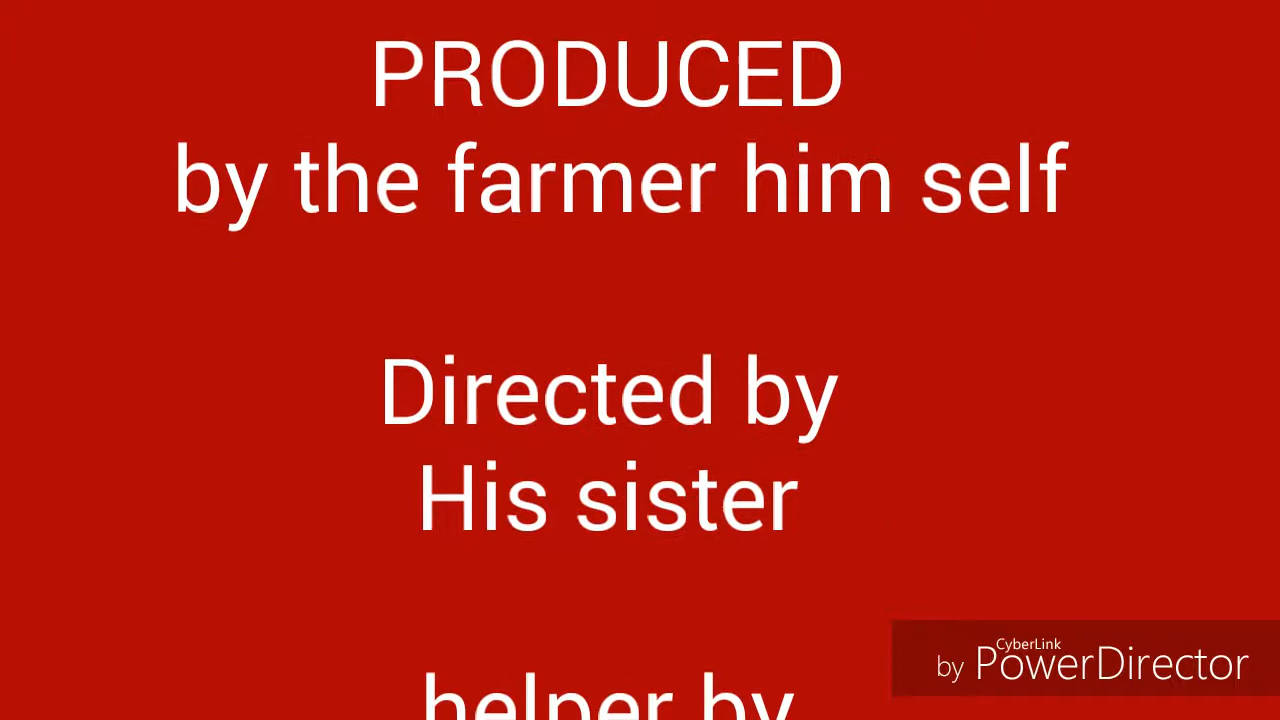 PRODUCED
by the farmer him self
Directed by
His sister
helper by
CyberLink
by PowerDirector